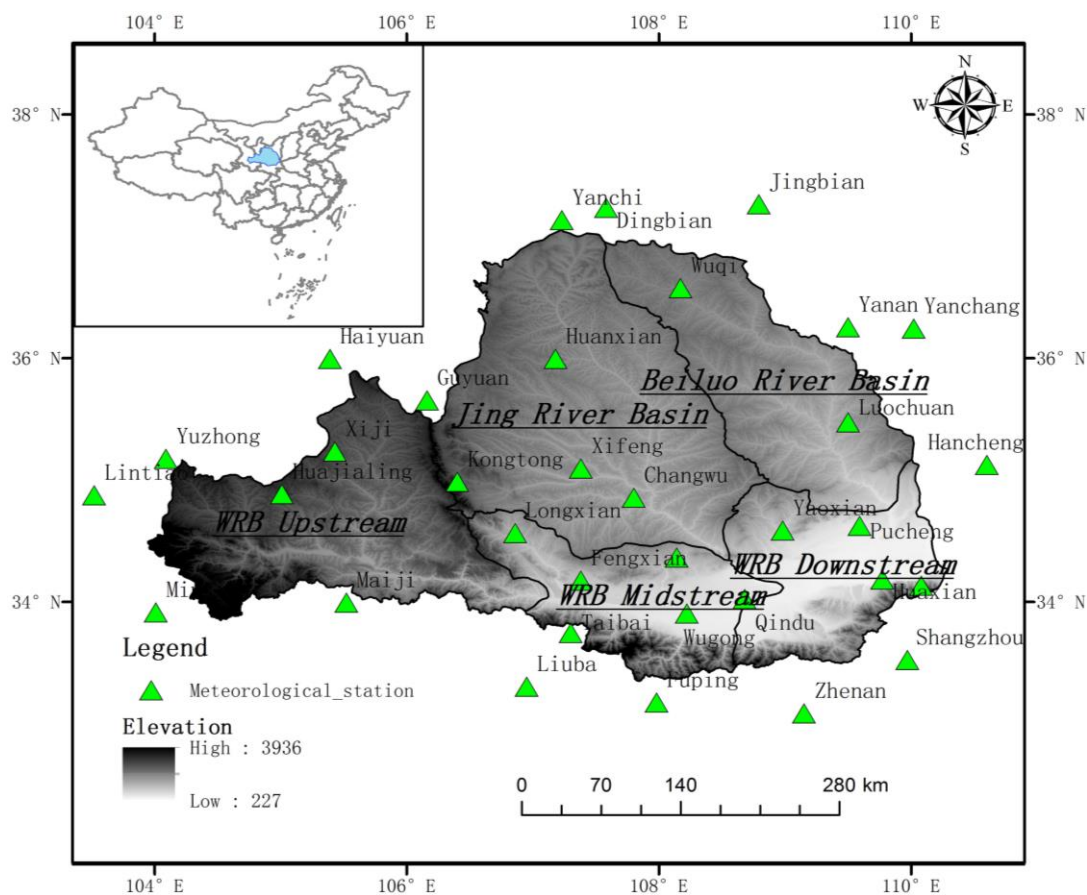 104° E 106° E 108° E 110° E
N
W E
S
38° N 38° N
Jingbian
Yanchi
Dingbian
Wuqi
Yanan Yanchang
Haiyuan
Huanxian
36° N 36° N
Guyuan
Beiluo River Basin
Jing River Basin
Luochuan
Xiji
Yuzhong
Xifeng
Hancheng
Lintiao
Huajialing
Kongtong
Changwu
Longxian
Yaoxian
WRB Upstream
Pucheng
Fengxian
WRB Downstream
Maiji
Mi
WRB Midstream
Huaxian
34° N 34° N
Taibai
Wugong
Qindu
Legend
Shangzhou
Liuba
Meteorological_station
Zhenan
Elevation
High : 3936
Low : 227
0 70 140 280 km
104° E 106° E 108° E 110° E